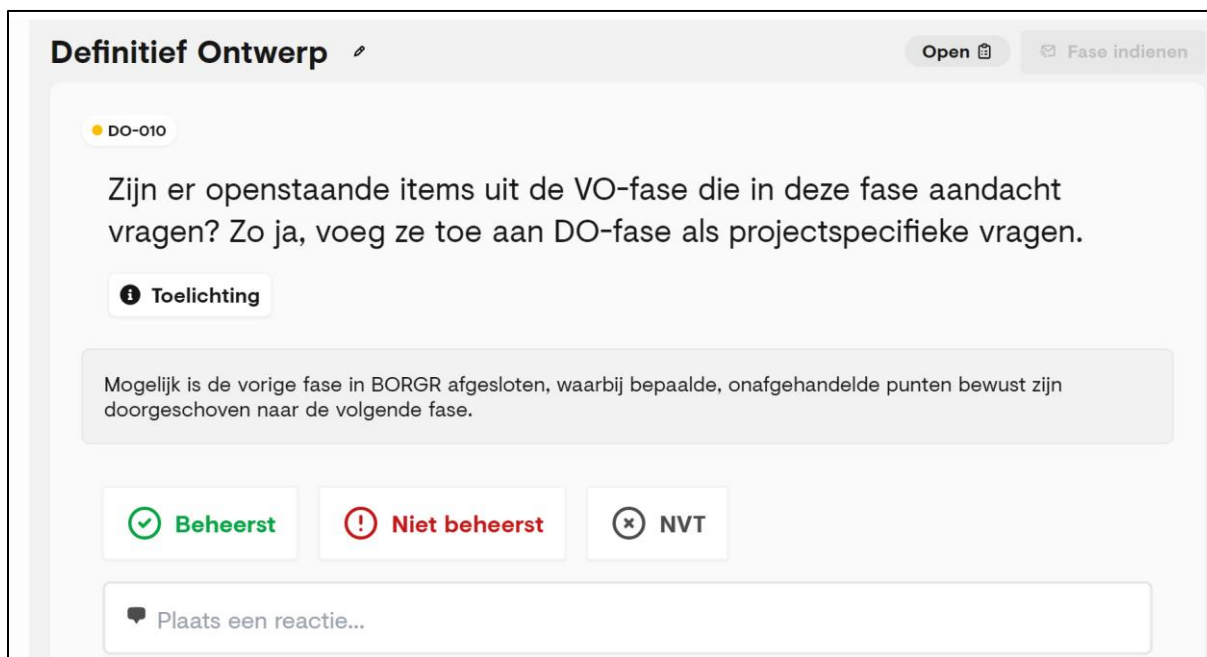 Definitief Ontwerp
Open
Fase indienen
DO-010
Zijn er openstaande items uit de VO-fase die in deze fase aandacht
vragen? Zo ja, voeg ze toe aan DO-fase als projectspecifieke vragen.
Toelichting
Mogelijk is de vorige fase in BORGR afgesloten, waarbij bepaalde, onafgehandelde punten bewust zijn
doorgeschoven naar de volgende fase.
Beheerst
Niet beheerst
NVT
Plaats een reactie...